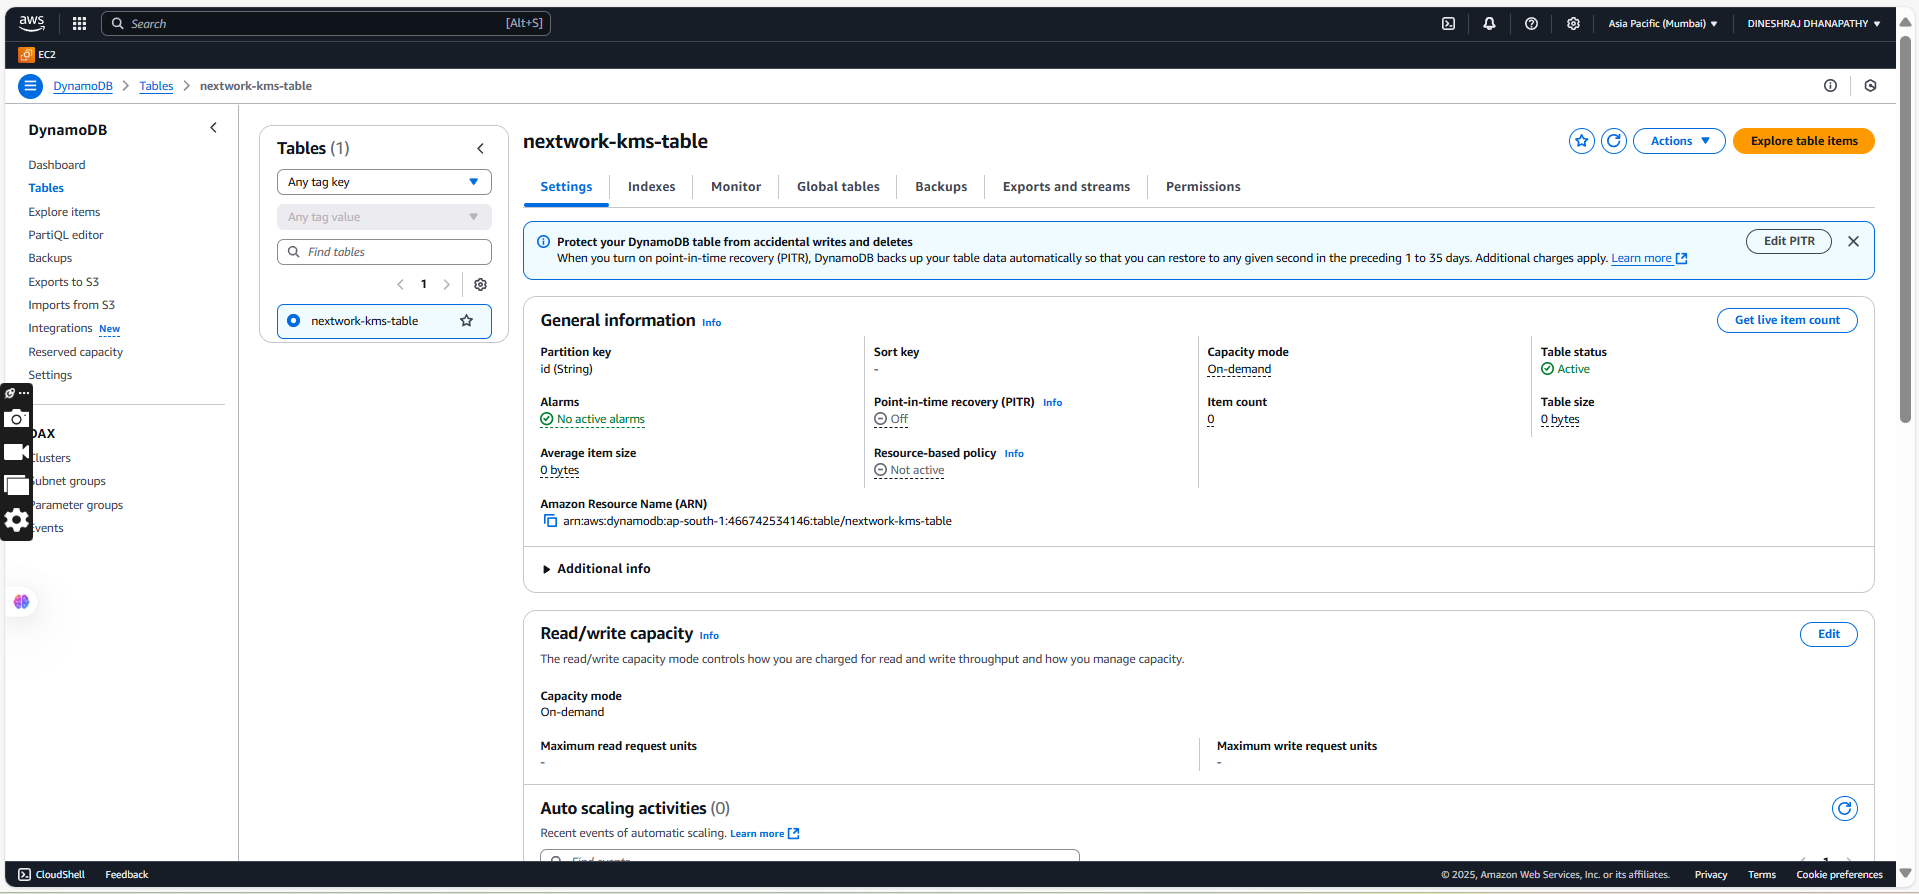 aws
Search [Alt+S]
Asia Pacific (Mumbai)
DINESHRAJ DHANAPATHY
EC2
DynamoDB
Tables
nextwork-kms-table
DynamoDB
Dashboard
Tables
Explore items
PartiQL editor
Backups
Exports to S3
Imports from S3
Integrations New
Reserved capacity
Settings
DAX
Clusters
Subnet groups
Parameter groups
Events
Tables (1)
Any tag key
Any tag value
Find tables
1
nextwork-kms-table
nextwork-kms-table
Actions
Explore table items
Settings
Indexes
Monitor
Global tables
Backups
Exports and streams
Permissions
Protect your DynamoDB table from accidental writes and deletes
When you turn on point-in-time recovery (PITR), DynamoDB backs up your table data automatically so that you can restore to any given second in the preceding 1 to 35 days. Additional charges apply. Learn more
Edit PITR
General information Info
Get live item count
Partition key
id (String)
Sort key
-
Capacity mode
On-demand
Table status
Active
Alarms
No active alarms
Point-in-time recovery (PITR) Info
Off
Item count
0
Table size
0 bytes
Average item size
0 bytes
Resource-based policy Info
Not active
Amazon Resource Name (ARN)
arn:aws:dynamodb:ap-south-1:466742534146:table/nextwork-kms-table
Additional info
Read/write capacity Info
Edit
The read/write capacity mode controls how you are charged for read and write throughput and how you manage capacity.
Capacity mode
On-demand
Maximum read request units
-
Maximum write request units
-
Auto scaling activities (0)
Recent events of automatic scaling. Learn more
Find events
1
CloudShell
Feedback
© 2025, Amazon Web Services, Inc. or its affiliates.
Privacy
Terms
Cookie preferences